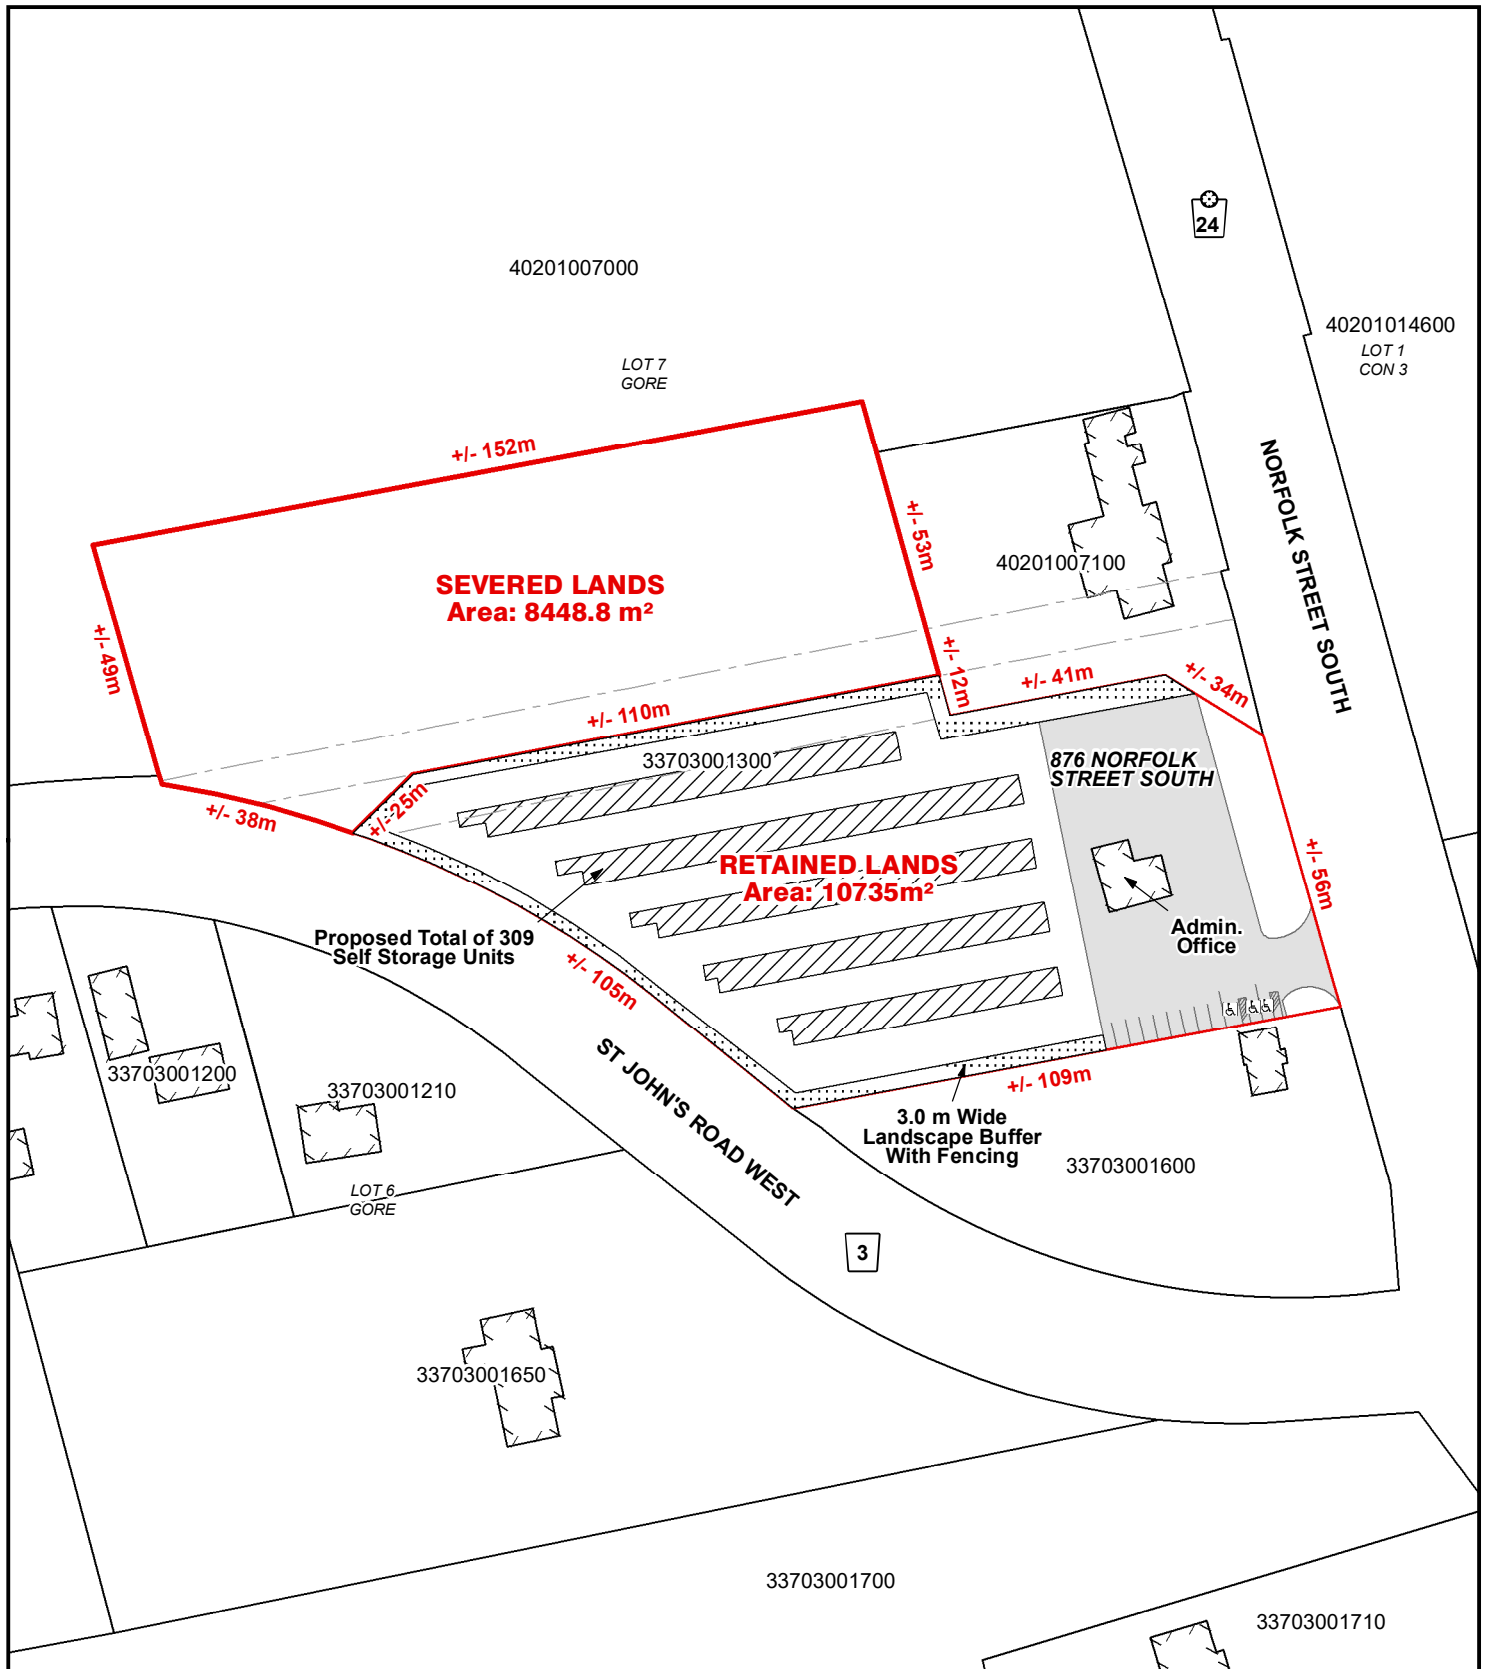 24
40201007000
40201014600
LOT 1
CON 3
LOT 7
GORE
+/- 152m
NORFOLK STREET SOUTH
+/- 53m
40201007100
SEVERED LANDS
Area: 8448.8 m²
+/- 49m
+/- 12m
+/- 41m
+/- 34m
+/- 110m
33703001300
876 NORFOLK
STREET SOUTH
+/- 38m
+/- 25m
RETAINED LANDS
Area: 10735m²
+/- 56m
Proposed Total of 309
Self Storage Units
Admin.
Office
+/- 105m
33703001200
33703001210
ST JOHN'S ROAD WEST
+/- 109m
3.0 m Wide
Landscape Buffer
With Fencing
33703001600
LOT 6
GORE
3
33703001650
33703001700
33703001710